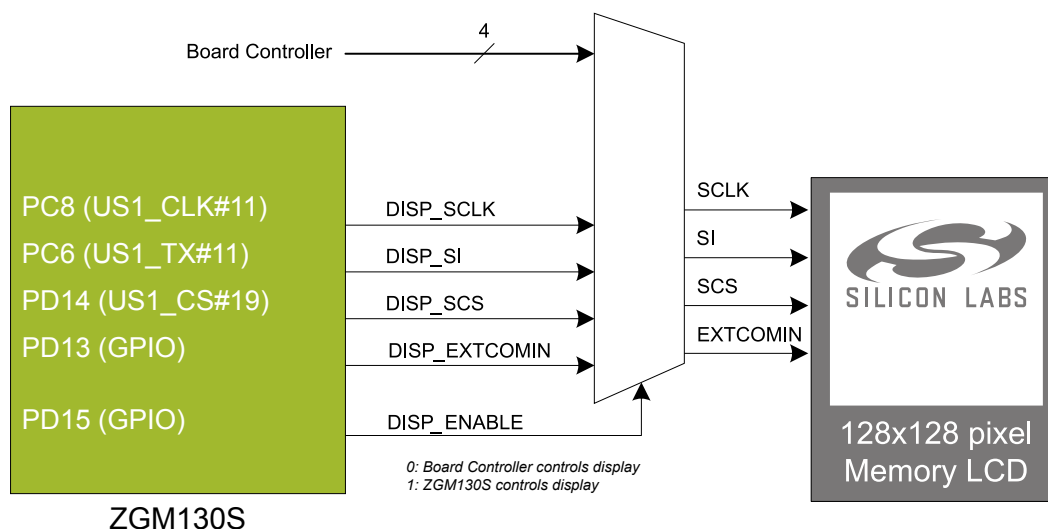 Board Controller
4
PC8 (US1_CLK#11)
PC6 (US1_TX#11)
PD14 (US1_CS#19)
PD13 (GPIO)
PD15 (GPIO)
ZGM130S
DISP_SCLK
DISP_SI
DISP_SCS
DISP_EXTCOMIN
DISP_ENABLE
0: Board Controller controls display
1: ZGM130S controls display
SCLK
SI
SCS
EXTCOMIN
SILICON LABS
128x128 pixel
Memory LCD